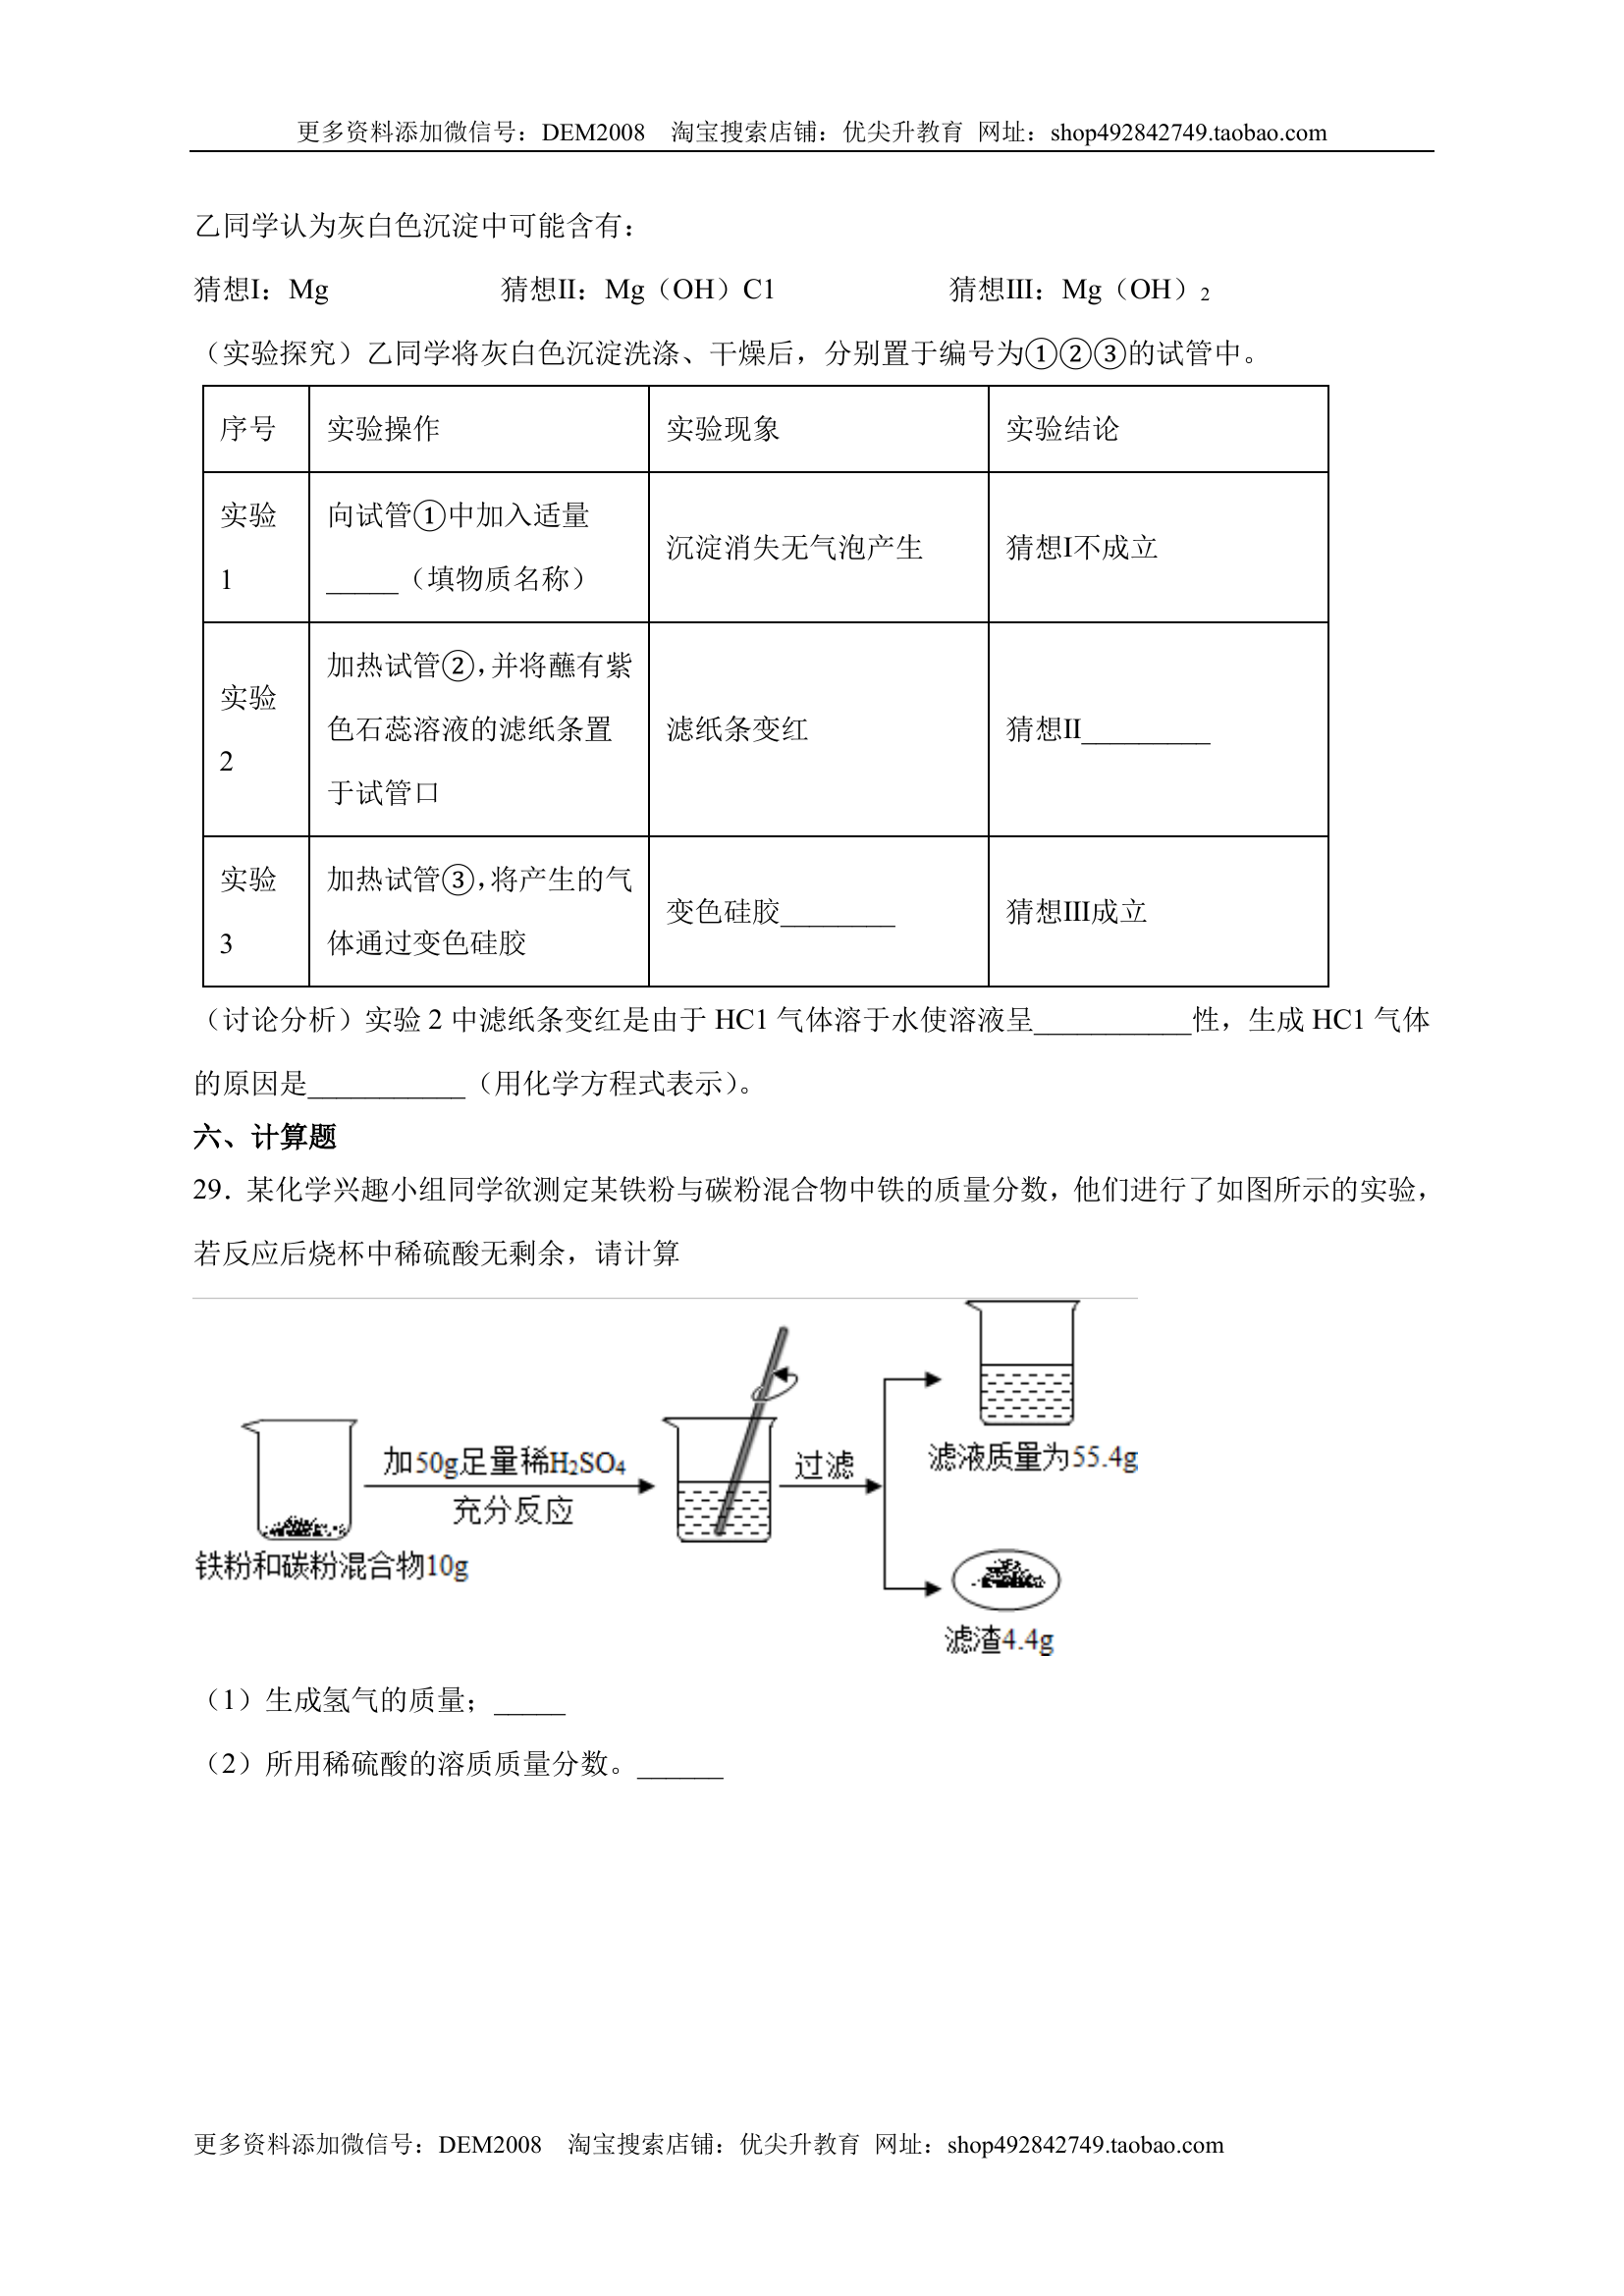 更多资料添加微信号：DEM2008 淘宝搜索店铺：优尖升教育 网址：shop492842749.taobao.com
乙同学认为灰白色沉淀中可能含有：
猜想Ⅰ：Mg 猜想Ⅱ：Mg（OH）C1 猜想Ⅲ：Mg（OH）₂
（实验探究）乙同学将灰白色沉淀洗涤、干燥后，分别置于编号为①②③的试管中。
序号 实验操作 实验现象 实验结论
实验
1
向试管①中加入适量
_____（填物质名称）
沉淀消失无气泡产生
猜想Ⅰ不成立
实验
2
加热试管②，并将蘸有紫
色石蕊溶液的滤纸条置
于试管口
滤纸条变红
猜想Ⅱ_________
实验
3
加热试管③，将产生的气
体通过变色硅胶
变色硅胶________
猜想Ⅲ成立
（讨论分析）实验 2 中滤纸条变红是由于 HC1 气体溶于水使溶液呈___________性，生成 HC1 气体
的原因是___________（用化学方程式表示）。
六、计算题
29．某化学兴趣小组同学欲测定某铁粉与碳粉混合物中铁的质量分数，他们进行了如图所示的实验，
若反应后烧杯中稀硫酸无剩余，请计算
铁粉和碳粉混合物10g
加50g足量稀H₂SO₄
充分反应
过滤
滤液质量为55.4g
滤渣4.4g
（1）生成氢气的质量；_____
（2）所用稀硫酸的溶质质量分数。______
更多资料添加微信号：DEM2008 淘宝搜索店铺：优尖升教育 网址：shop492842749.taobao.com